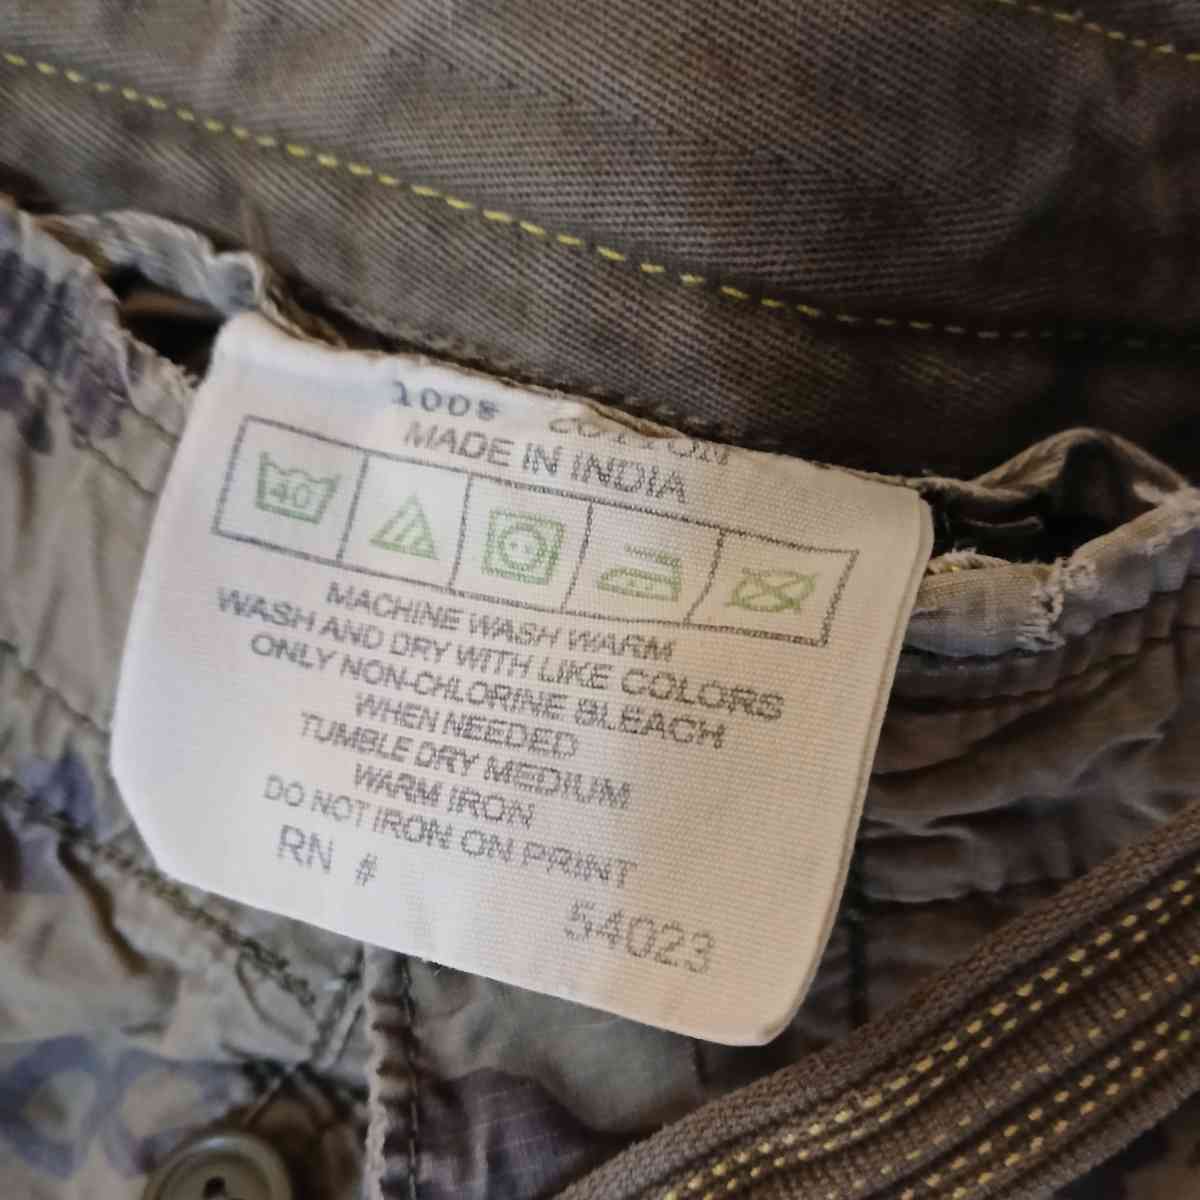 100% COTTON
MADE IN INDIA
40
MACHINE WASH WARM
WASH AND DRY WITH LIKE COLORS
ONLY NON-CHLORINE BLEACH
WHEN NEEDED
TUMBLE DRY MEDIUM
WARM IRON
DO NOT IRON ON PRINT
RN #
54023